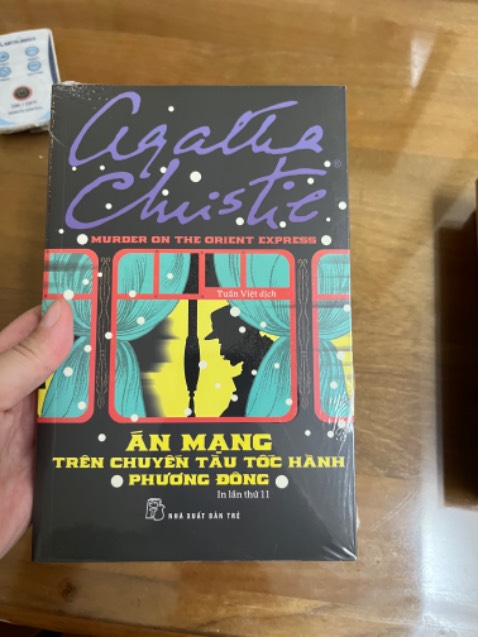 Agatha
Christie®
MURDER ON THE ORIENT EXPRESS
Tuấn Việt dịch
ÁN MẠNG
TRÊN CHUYẾN TÀU TỐC HÀNH
PHƯƠNG ĐÔNG
In lần thứ 11
NHÀ XUẤT BẢN TRẺ